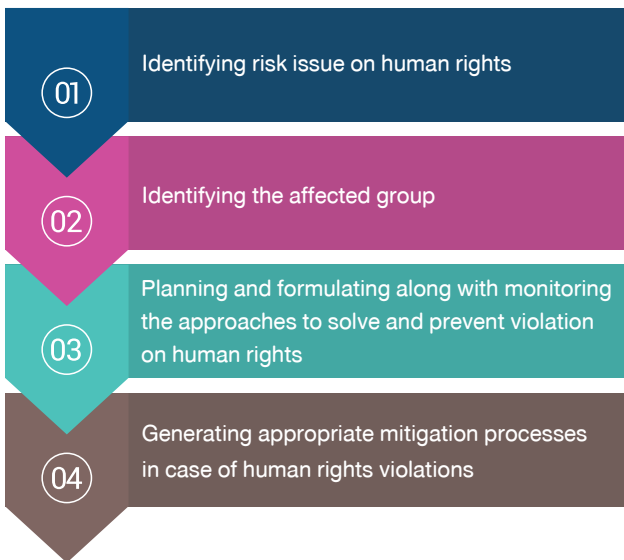 01
Identifying risk issue on human rights
02
Identifying the affected group
03
Planning and formulating along with monitoring
the approaches to solve and prevent violation
on human rights
04
Generating appropriate mitigation processes
in case of human rights violations